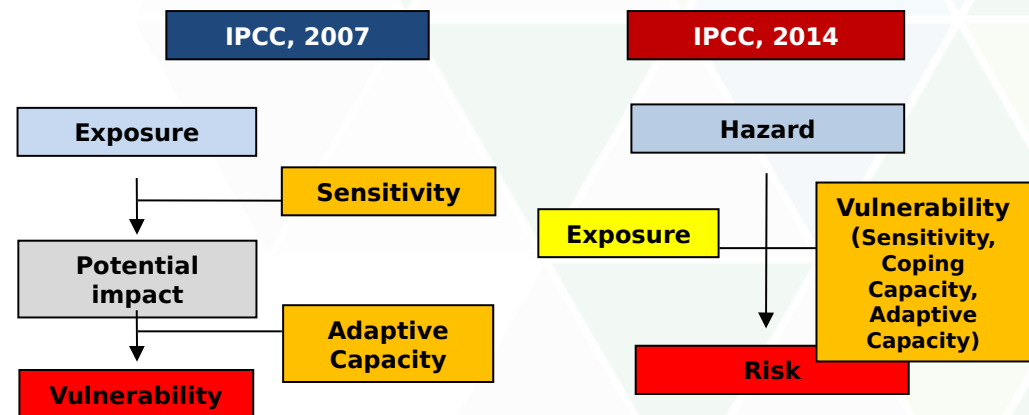 IPCC, 2007
Exposure
Sensitivity
Potential
impact
Adaptive
Capacity
Vulnerability
IPCC, 2014
Hazard
Exposure
Vulnerability
(Sensitivity,
Coping
Capacity,
Adaptive
Capacity)
Risk